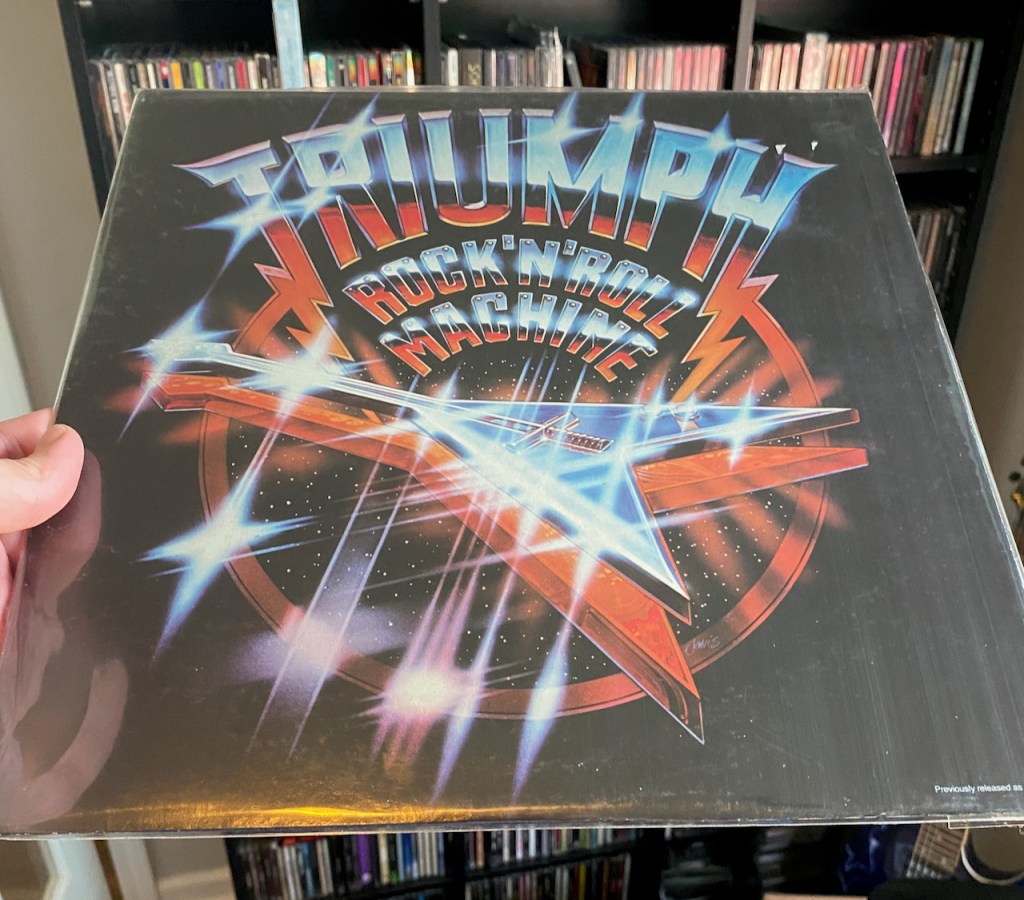 TRIUMPH
ROCK'N'ROLL
MACHINE
Previously released as